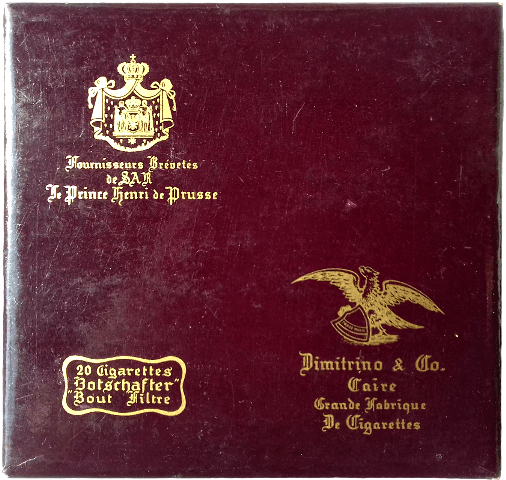 Fournisseurs Brévetés
de SAR
Le Prince Henri de Prusse
Dimitrino & Co.
Caire
Grande Fabrique
De Cigarettes
20 Cigarettes
"Botschafter"
"Bout Filtre